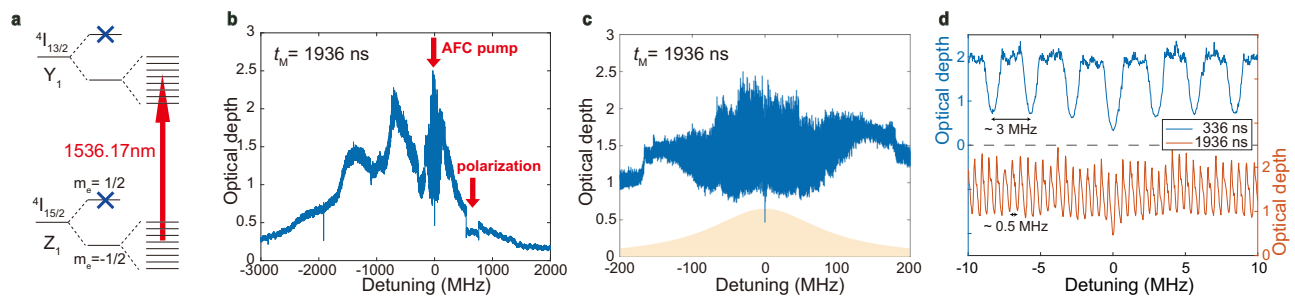 a
⁴I₁₃/₂
Y₁
1536.17nm
mₑ= 1/2
⁴I₁₅/₂
Z₁
mₑ=-1/2
b
tM= 1936 ns
AFC pump
polarization
Optical depth
3
2.5
2
1.5
1
0.5
0
-3000 -2000 -1000 0 1000 2000
Detuning (MHz)
c
tM= 1936 ns
Optical depth
3
2.5
2
1.5
1
0.5
0
-200 -100 0 100 200
Detuning (MHz)
d
Optical depth
2
1
0
~ 3 MHz
336 ns
1936 ns
~ 0.5 MHz
2
1
0
Optical depth
-10 -5 0 5 10
Detuning (MHz)